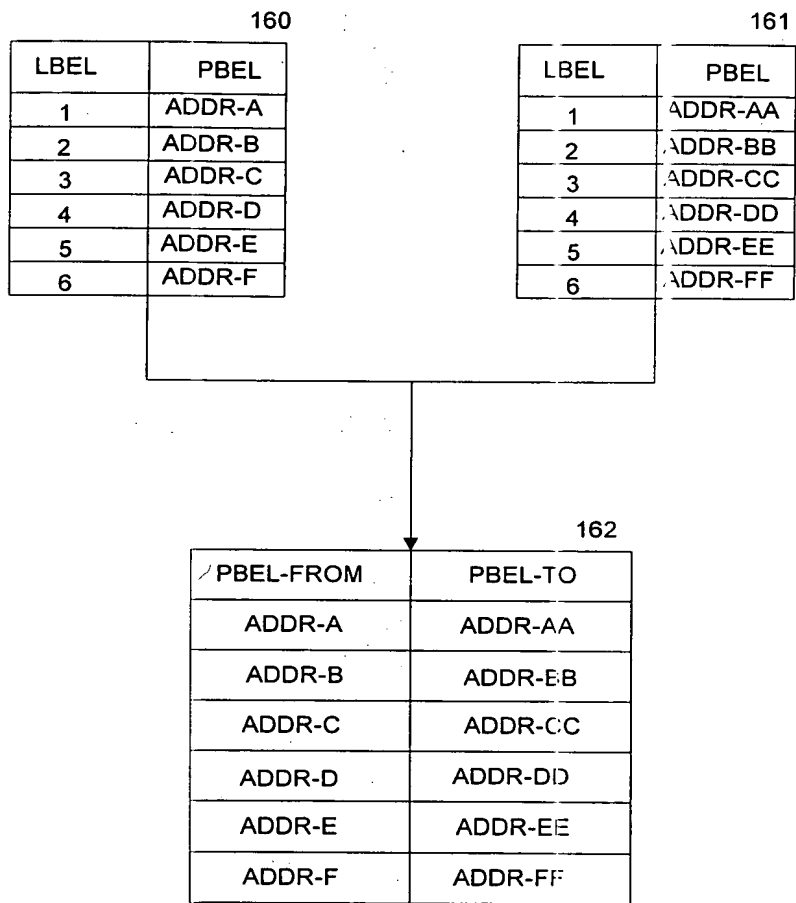 160
LBEL PBEL
1 ADDR-A
2 ADDR-B
3 ADDR-C
4 ADDR-D
5 ADDR-E
6 ADDR-F
161
LBEL PBEL
1 ADDR-AA
2 ADDR-BB
3 ADDR-CC
4 ADDR-DD
5 ADDR-EE
6 ADDR-FF
162
PBEL-FROM PBEL-TO
ADDR-A ADDR-AA
ADDR-B ADDR-BB
ADDR-C ADDR-CC
ADDR-D ADDR-DD
ADDR-E ADDR-EE
ADDR-F ADDR-FF